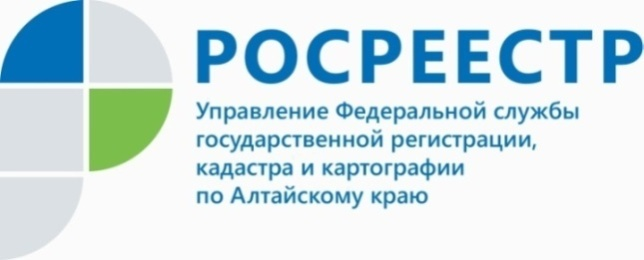 РОСРЕЕСТР
Управление Федеральной службы
государственной регистрации,
кадастра и картографии
по Алтайскому краю